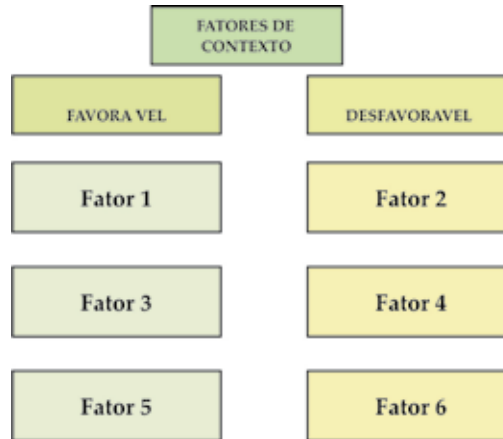 FATORES DE
CONTEXTO
FAVORA VEL
DESFAVORAVEL
Fator 1
Fator 2
Fator 3
Fator 4
Fator 5
Fator 6